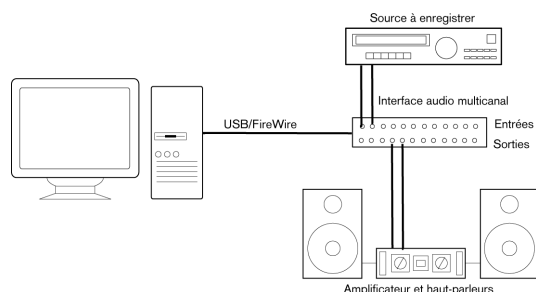 Source à enregistrer
Interface audio multicanal
USB/FireWire
Entrées
Sorties
Amplificateur et haut-parleurs